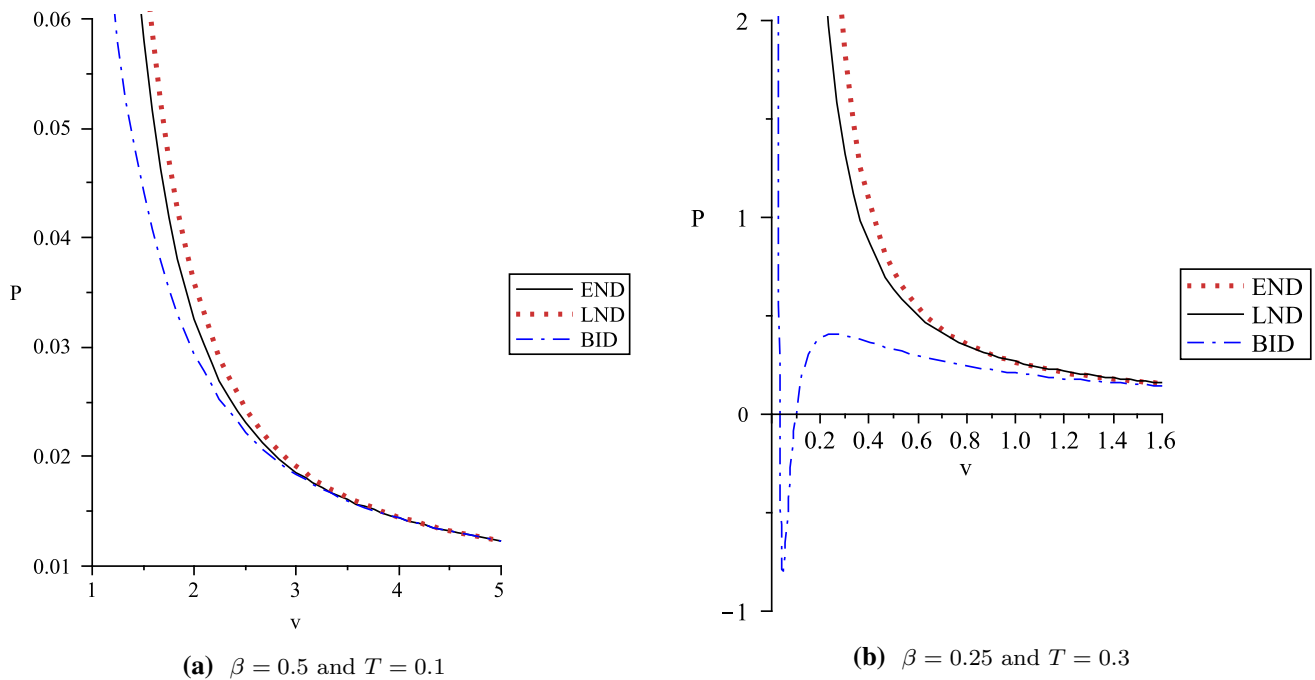 0.06
0.05
0.04
P
0.03
0.02
0.01
1 2 3 4 5
v
END
LND
BID
(a) β = 0.5 and T = 0.1
2
P
1
0
0.2 0.4 0.6 0.8 1.0 1.2 1.4 1.6
v
−1
END
LND
BID
(b) β = 0.25 and T = 0.3